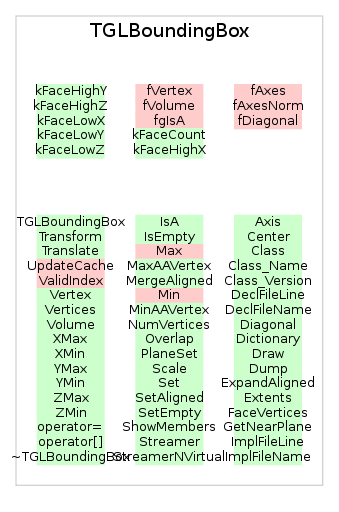 TGLBoundingBox
kFaceHighY fVertex fAxes
kFaceHighZ fVolume fAxesNorm
kFaceLowX fgIsA fDiagonal
kFaceLowY kFaceCount
kFaceLowZ kFaceHighX
TGLBoundingBox IsA Axis
Transform IsEmpty Center
Translate Max Class
UpdateCache MaxAAVertex Class_Name
ValidIndex MergeAligned Class_Version
Vertex Min DeclFileLine
Vertices MinAAVertex DeclFileName
Volume NumVertices Diagonal
XMax Overlap Dictionary
XMin PlaneSet Draw
YMax Scale Dump
YMin Set ExpandAligned
ZMax SetAligned Extents
ZMin SetEmpty FaceVertices
operator= ShowMembers GetNearPlane
operator[] Streamer ImplFileLine
~TGLBoundingBox StreamerNVirtual ImplFileName